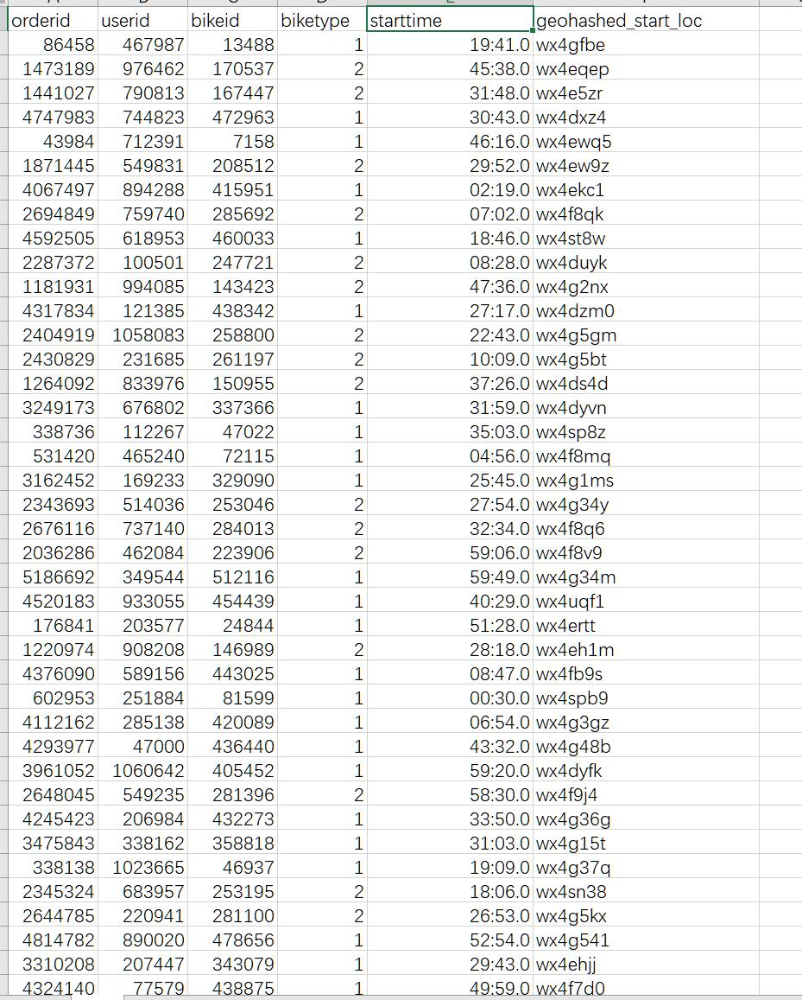 orderid userid bikeid biketype starttime geohashed_start_loc
86458 467987 13488 1 19:41.0 wx4gfbe
1473189 976462 170537 2 45:38.0 wx4eqep
1441027 790813 167447 2 31:48.0 wx4e5zr
4747983 744823 472963 1 30:43.0 wx4dxz4
43984 712391 7158 1 46:16.0 wx4ewq5
1871445 549831 208512 2 29:52.0 wx4ew9z
4067497 894288 415951 1 02:19.0 wx4ekc1
2694849 759740 285692 2 07:02.0 wx4f8qk
4592505 618953 460033 1 18:46.0 wx4st8w
2287372 100501 247721 2 08:28.0 wx4duyk
1181931 994085 143423 2 47:36.0 wx4g2nx
4317834 121385 438342 1 27:17.0 wx4dzm0
2404919 1058083 258800 2 22:43.0 wx4g5gm
2430829 231685 261197 2 10:09.0 wx4g5bt
1264092 833976 150955 2 37:26.0 wx4ds4d
3249173 676802 337366 1 31:59.0 wx4dyvn
338736 112267 47022 1 35:03.0 wx4sp8z
531420 465240 72115 1 04:56.0 wx4f8mq
3162452 169233 329090 1 25:45.0 wx4g1ms
2343693 514036 253046 2 27:54.0 wx4g34y
2676116 737140 284013 2 32:34.0 wx4f8q6
2036286 462084 223906 2 59:06.0 wx4f8v9
5186692 349544 512116 1 59:49.0 wx4g34m
4520183 933055 454439 1 40:29.0 wx4uqf1
176841 203577 24844 1 51:28.0 wx4ertt
1220974 908208 146989 2 28:18.0 wx4eh1m
4376090 589156 443025 1 08:47.0 wx4fb9s
602953 251884 81599 1 00:30.0 wx4spb9
4112162 285138 420089 1 06:54.0 wx4g3gz
4293977 47000 436440 1 43:32.0 wx4g48b
3961052 1060642 405452 1 59:20.0 wx4dyfk
2648045 549235 281396 2 58:30.0 wx4f9j4
4245423 206984 432273 1 33:50.0 wx4g36g
3475843 338162 358818 1 31:03.0 wx4g15t
338138 1023665 46937 1 19:09.0 wx4g37q
2345324 683957 253195 2 18:06.0 wx4sn38
2644785 220941 281100 2 26:53.0 wx4g5kx
4814782 890020 478656 1 52:54.0 wx4g541
3310208 207447 343079 1 29:43.0 wx4ehjj
4324140 77579 438875 1 49:59.0 wx4f7d0